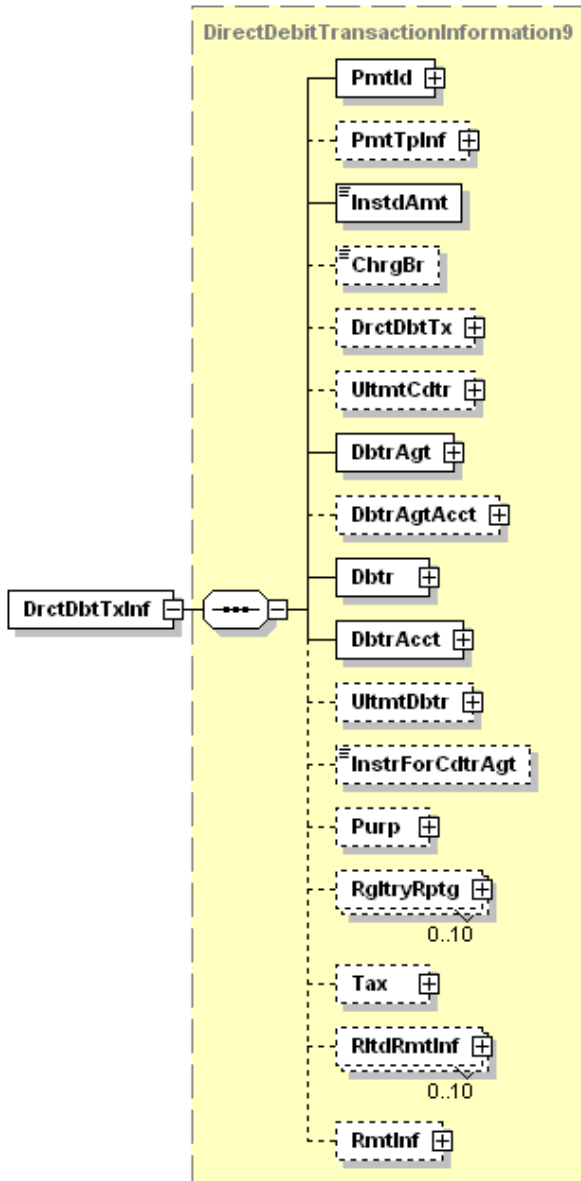 DirectDebitTransactionInformation9
PmtId
PmtTpInf
InstdAmt
ChrgBr
DrctDbtTx
UltmtCdtr
DbtrAgt
DbtrAgtAcct
Dbtr
DrctDbtTxInf
DbtrAcct
UltmtDbtr
InstrForCdtrAgt
Purp
RgltryRptg
0..10
Tax
RltdRmtInf
0..10
RmtInf